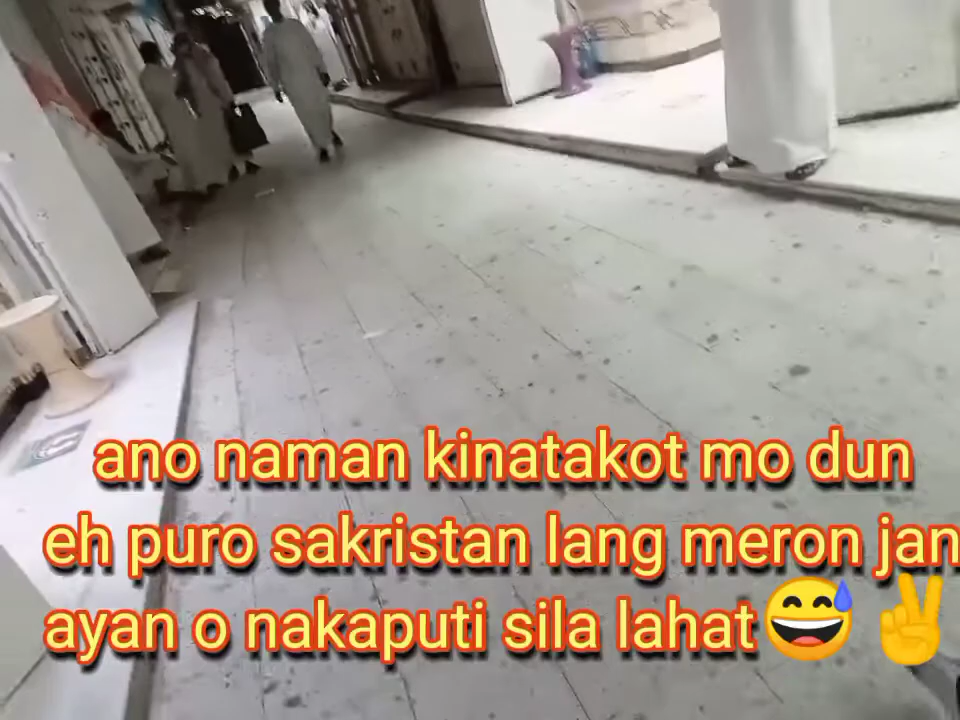 ano naman kinatakot mo dun
eh puro sakristan lang meron jan
ayan o nakaputi sila lahat😅✌